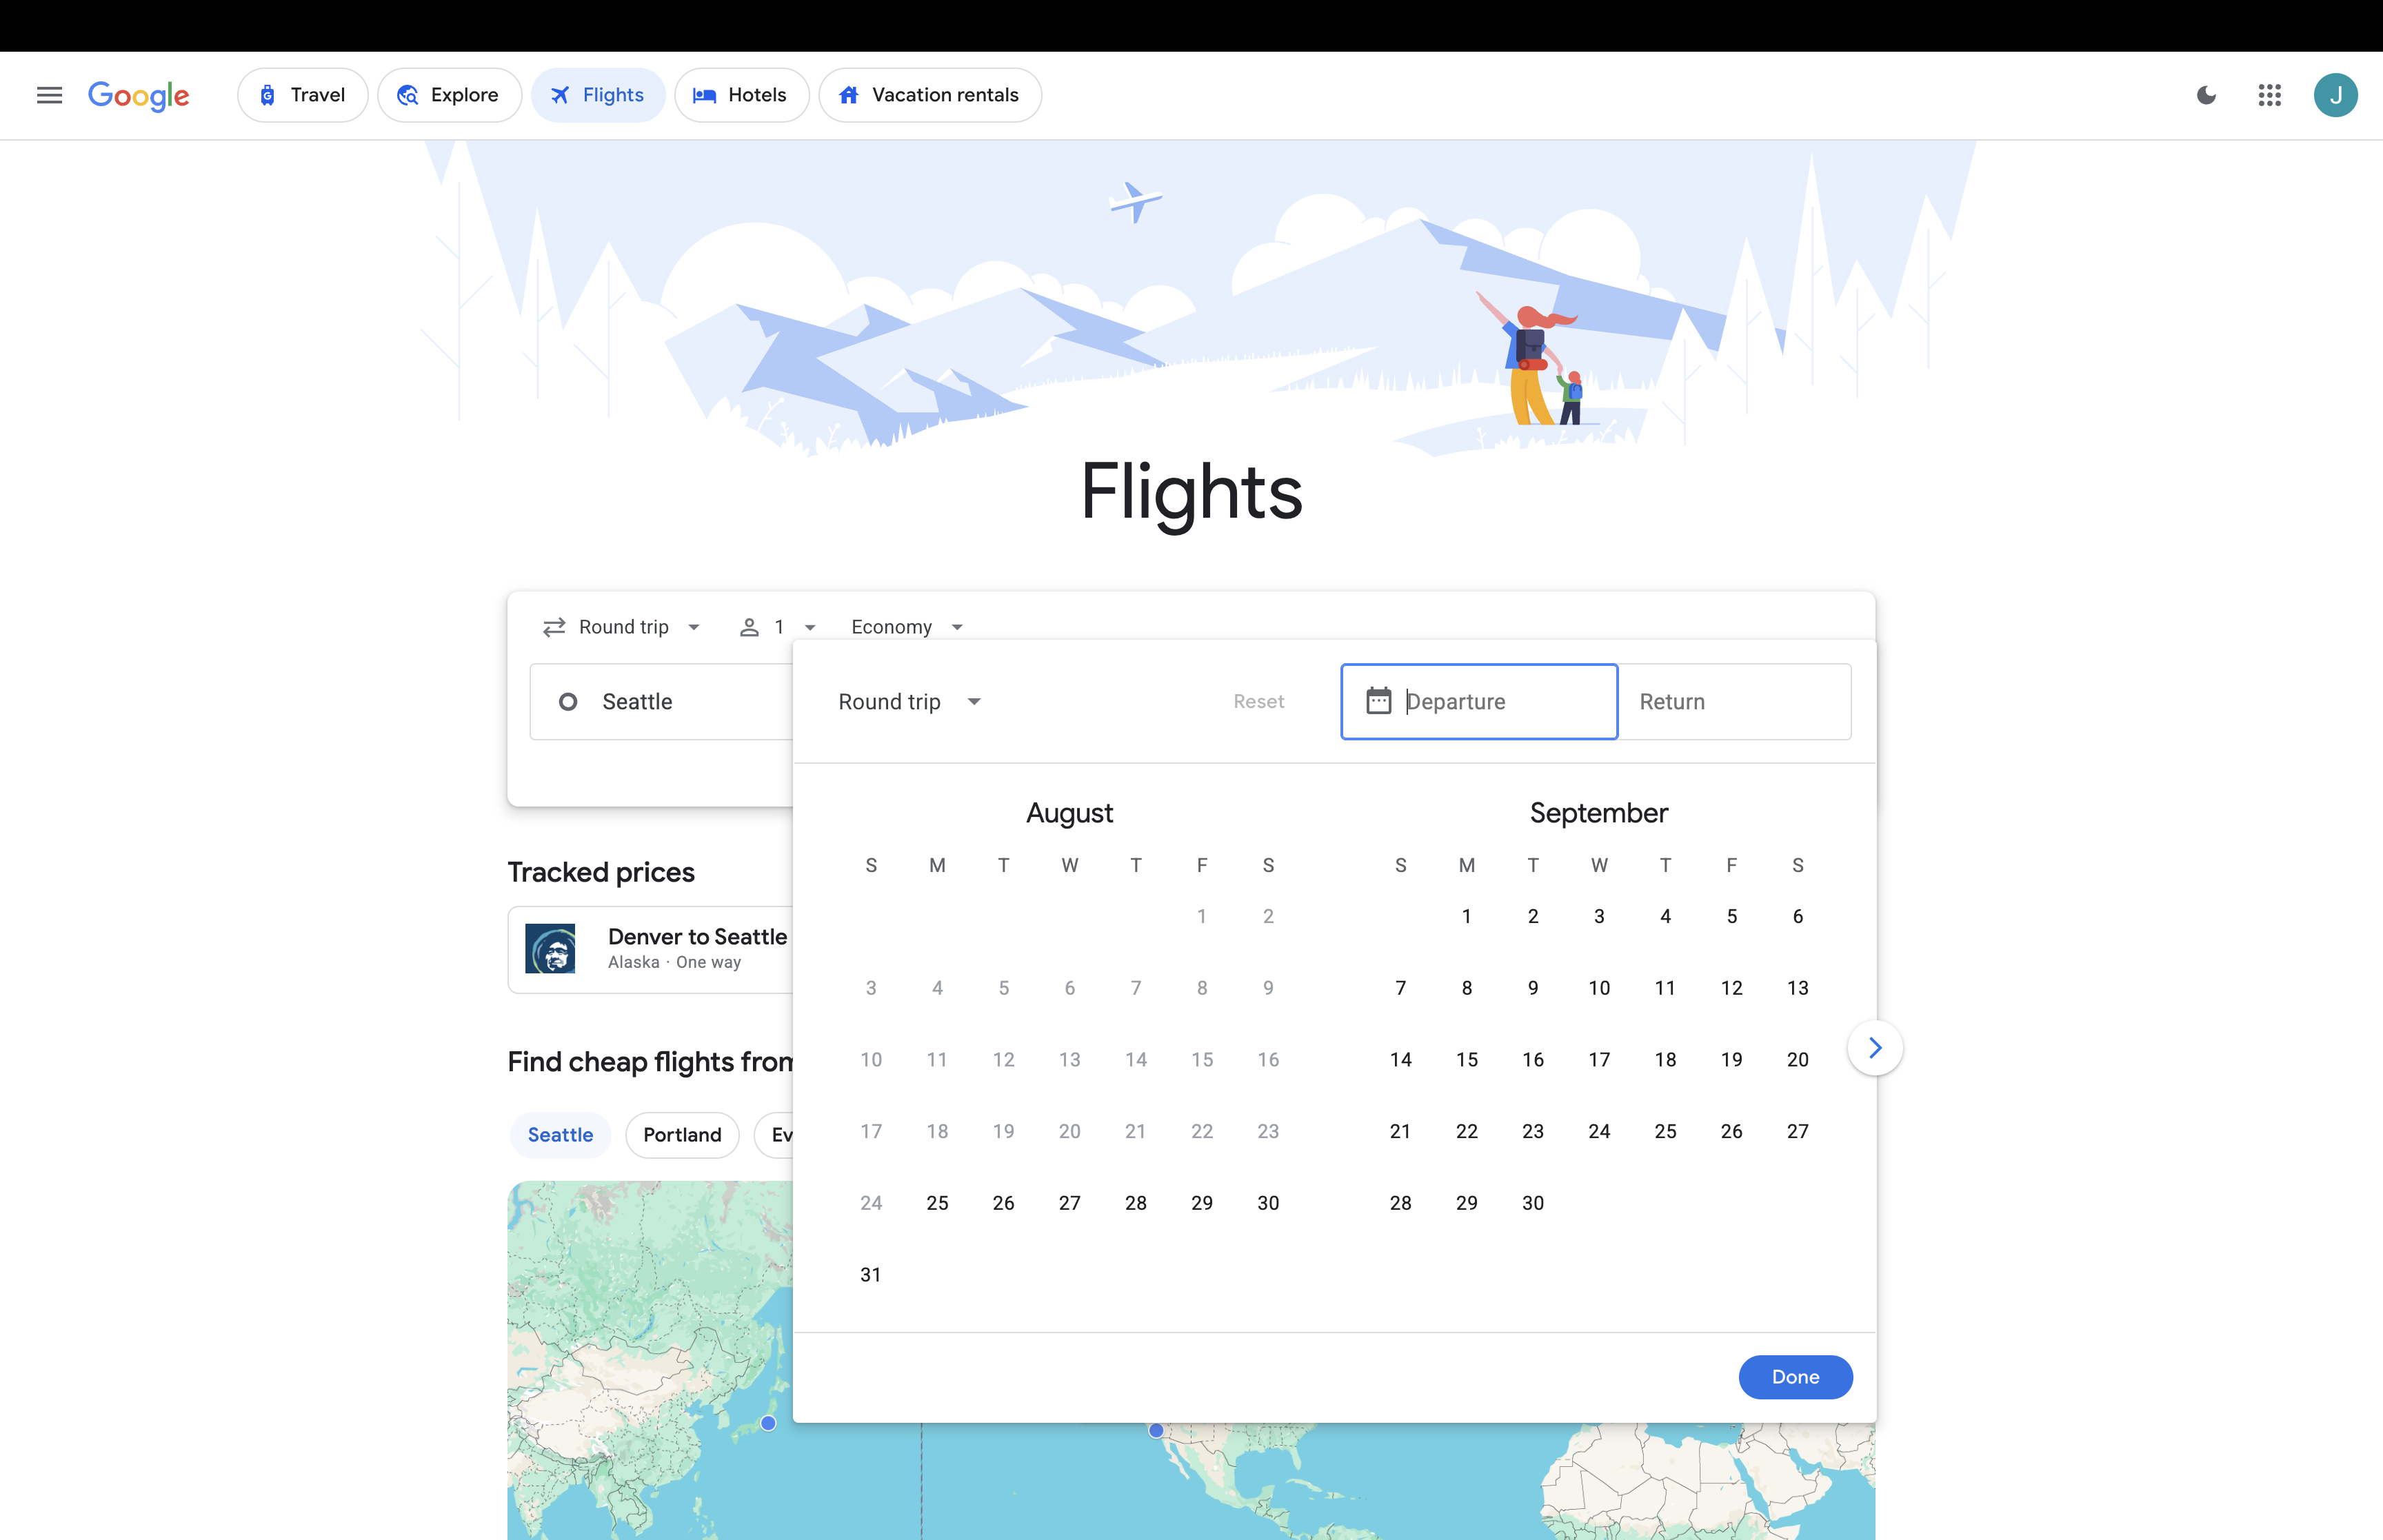 Google Travel Explore Flights Hotels Vacation rentals J
Flights
Round trip 1 Economy
Seattle
Round trip Reset Departure Return
August September
S M T W T F S S M T W T F S
1 2 1 2 3 4 5 6
3 4 5 6 7 8 9 7 8 9 10 11 12 13
10 11 12 13 14 15 16 14 15 16 17 18 19 20
17 18 19 20 21 22 23 21 22 23 24 25 26 27
24 25 26 27 28 29 30 28 29 30
31
Done
Tracked prices
Denver to Seattle
Alaska · One way
Find cheap flights from
Seattle Portland Ev